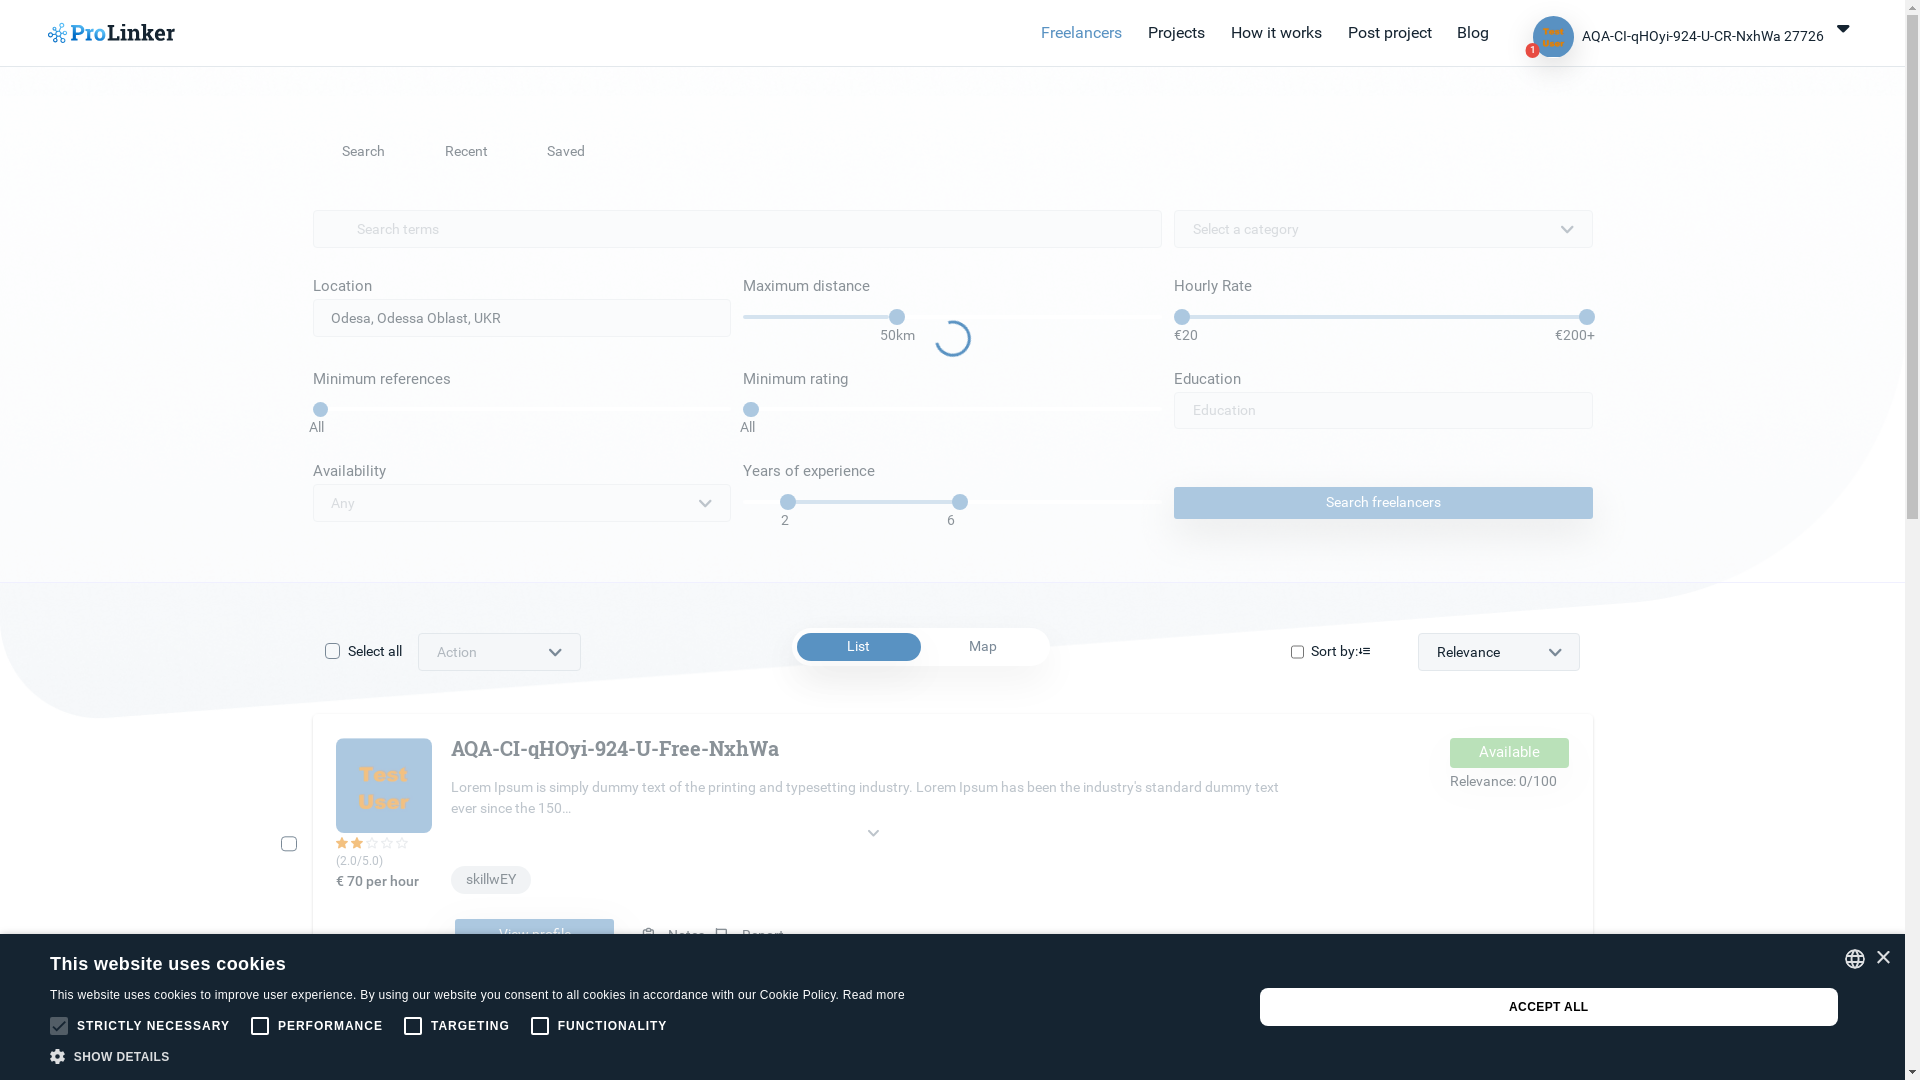 ProLinker
Freelancers
Projects
How it works
Post project
Blog
Test
User
1
AQA-CI-qHOyi-924-U-CR-NxhWa 27726
Search
Recent
Saved
Search terms
Select a category
Location
Maximum distance
Hourly Rate
Odesa, Odessa Oblast, UKR
50km
€20
€200+
Minimum references
Minimum rating
Education
All
All
Education
Availability
Years of experience
Any
2
6
Search freelancers
Select all
Action
List
Map
Sort by:
Relevance
Test
User
AQA-CI-qHOyi-924-U-Free-NxhWa
Available
Lorem Ipsum is simply dummy text of the printing and typesetting industry. Lorem Ipsum has been the industry's standard dummy text
ever since the 150...
Relevance: 0/100
(2.0/5.0)
€ 70 per hour
skillwEY
View profile
Notes
Report
This website uses cookies
This website uses cookies to improve user experience. By using our website you consent to all cookies in accordance with our Cookie Policy. Read more
STRICTLY NECESSARY
PERFORMANCE
TARGETING
FUNCTIONALITY
SHOW DETAILS
ACCEPT ALL